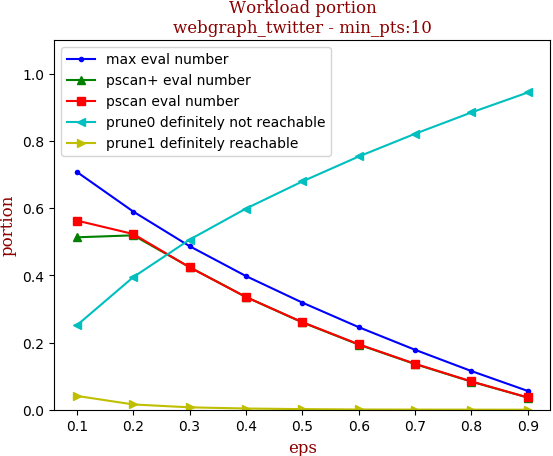 Workload portion
webgraph_twitter - min_pts:10
max eval number
pscan+ eval number
pscan eval number
prune0 definitely not reachable
prune1 definitely reachable
portion
1.0
0.8
0.6
0.4
0.2
0.0
0.1 0.2 0.3 0.4 0.5 0.6 0.7 0.8 0.9
eps